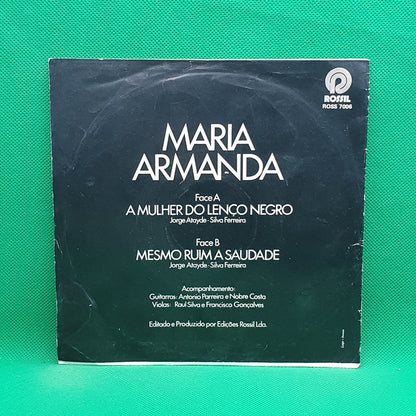 ROSSIL
ROSS 7006
MARIA
ARMANDA
Face A
A MULHER DO LENÇO NEGRO
Jorge Atayde - Silva Ferreira
Face B
MESMO RUIM A SAUDADE
Jorge Atayde - Silva Ferreira
Acompanhamento:
Guitarras: Antonio Parreira e Nobre Costa
Violas: Raul Silva e Francisco Gonçalves
Editado e Produzido por Edições Rossil Lda.